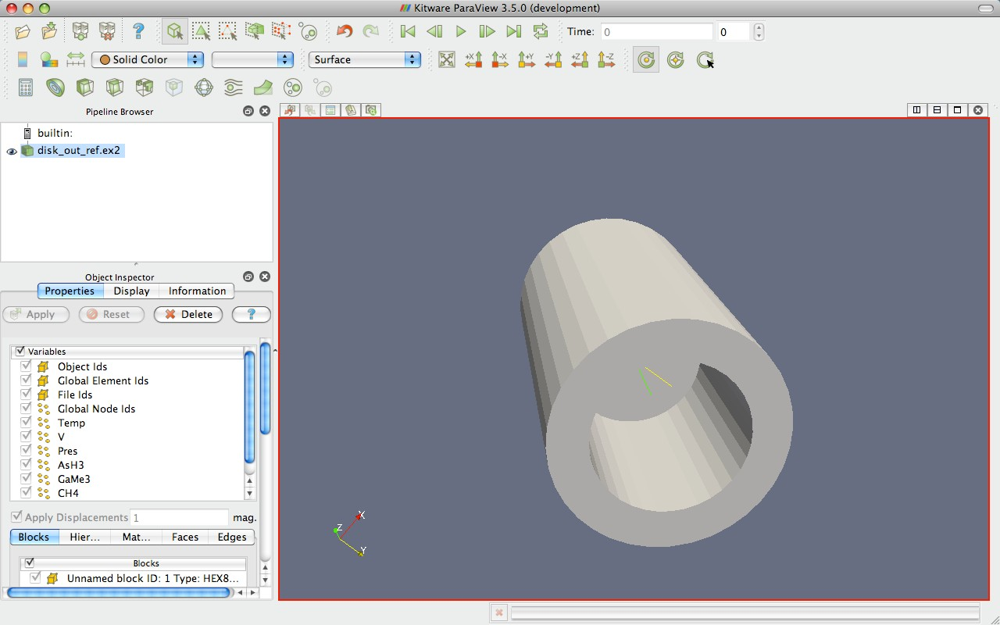 Kitware ParaView 3.5.0 (development)
?
Time: 0 0
Solid Color Surface
+X -X +Y -Y +Z -Z
Pipeline Browser
builtin:
disk_out_ref.ex2
Object Inspector
Properties Display Information
Apply Reset Delete ?
Variables
Object Ids
Global Element Ids
File Ids
Global Node Ids
Temp
V
Pres
AsH3
GaMe3
CH4
Apply Displacements 1 mag.
Blocks Hier... Mat... Faces Edges
Blocks
Unnamed block ID: 1 Type: HEX8...
X
Z
Y